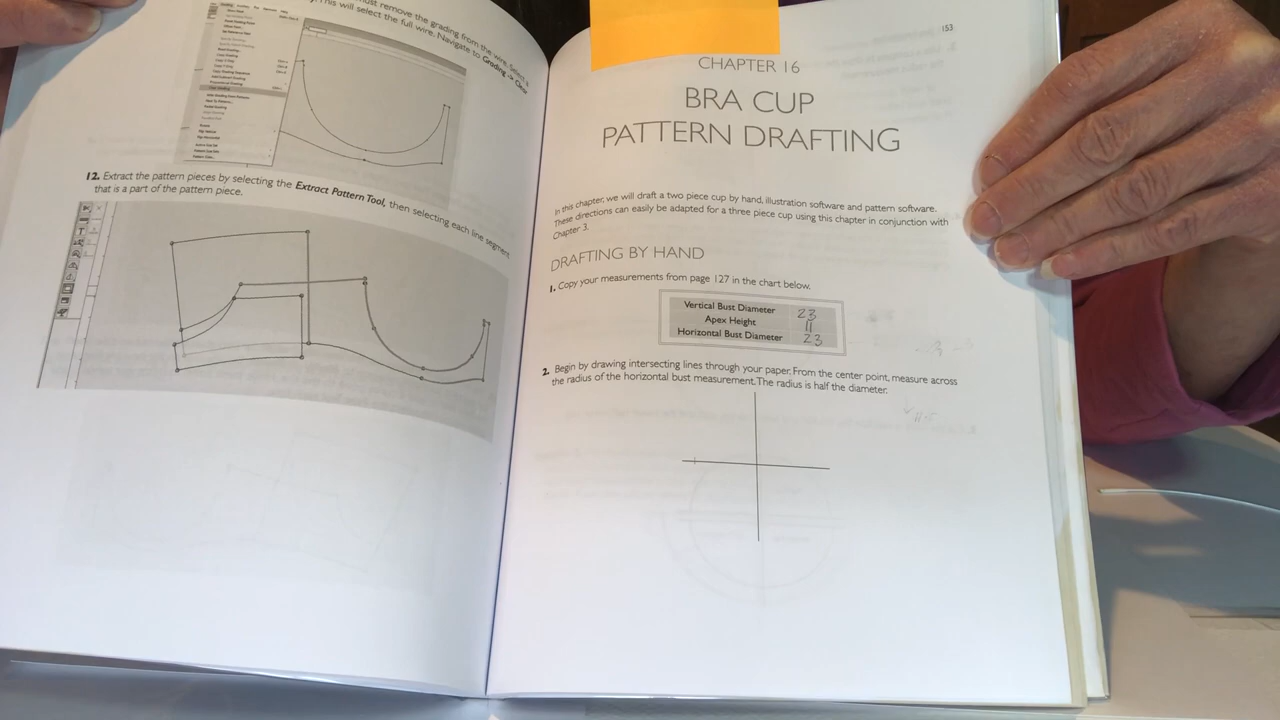 must remove the grading from the wire. Select
This will select the full wire. Navigate to Grading -> Clear
12. Extract the pattern pieces by selecting the Extract Pattern Tool, then selecting each line segment
that is a part of the pattern piece.
153
CHAPTER 16
BRA CUP
PATTERN DRAFTING
In this chapter, we will draft a two piece cup by hand, illustration software and pattern software.
These directions can easily be adapted for a three piece cup using this chapter in conjunction with
Chapter 3.
DRAFTING BY HAND
1. Copy your measurements from page 127 in the chart below.
Vertical Bust Diameter 23
Apex Height 11
Horizontal Bust Diameter 23
2. Begin by drawing intersecting lines through your paper. From the center point, measure across
the radius of the horizontal bust measurement. The radius is half the diameter.